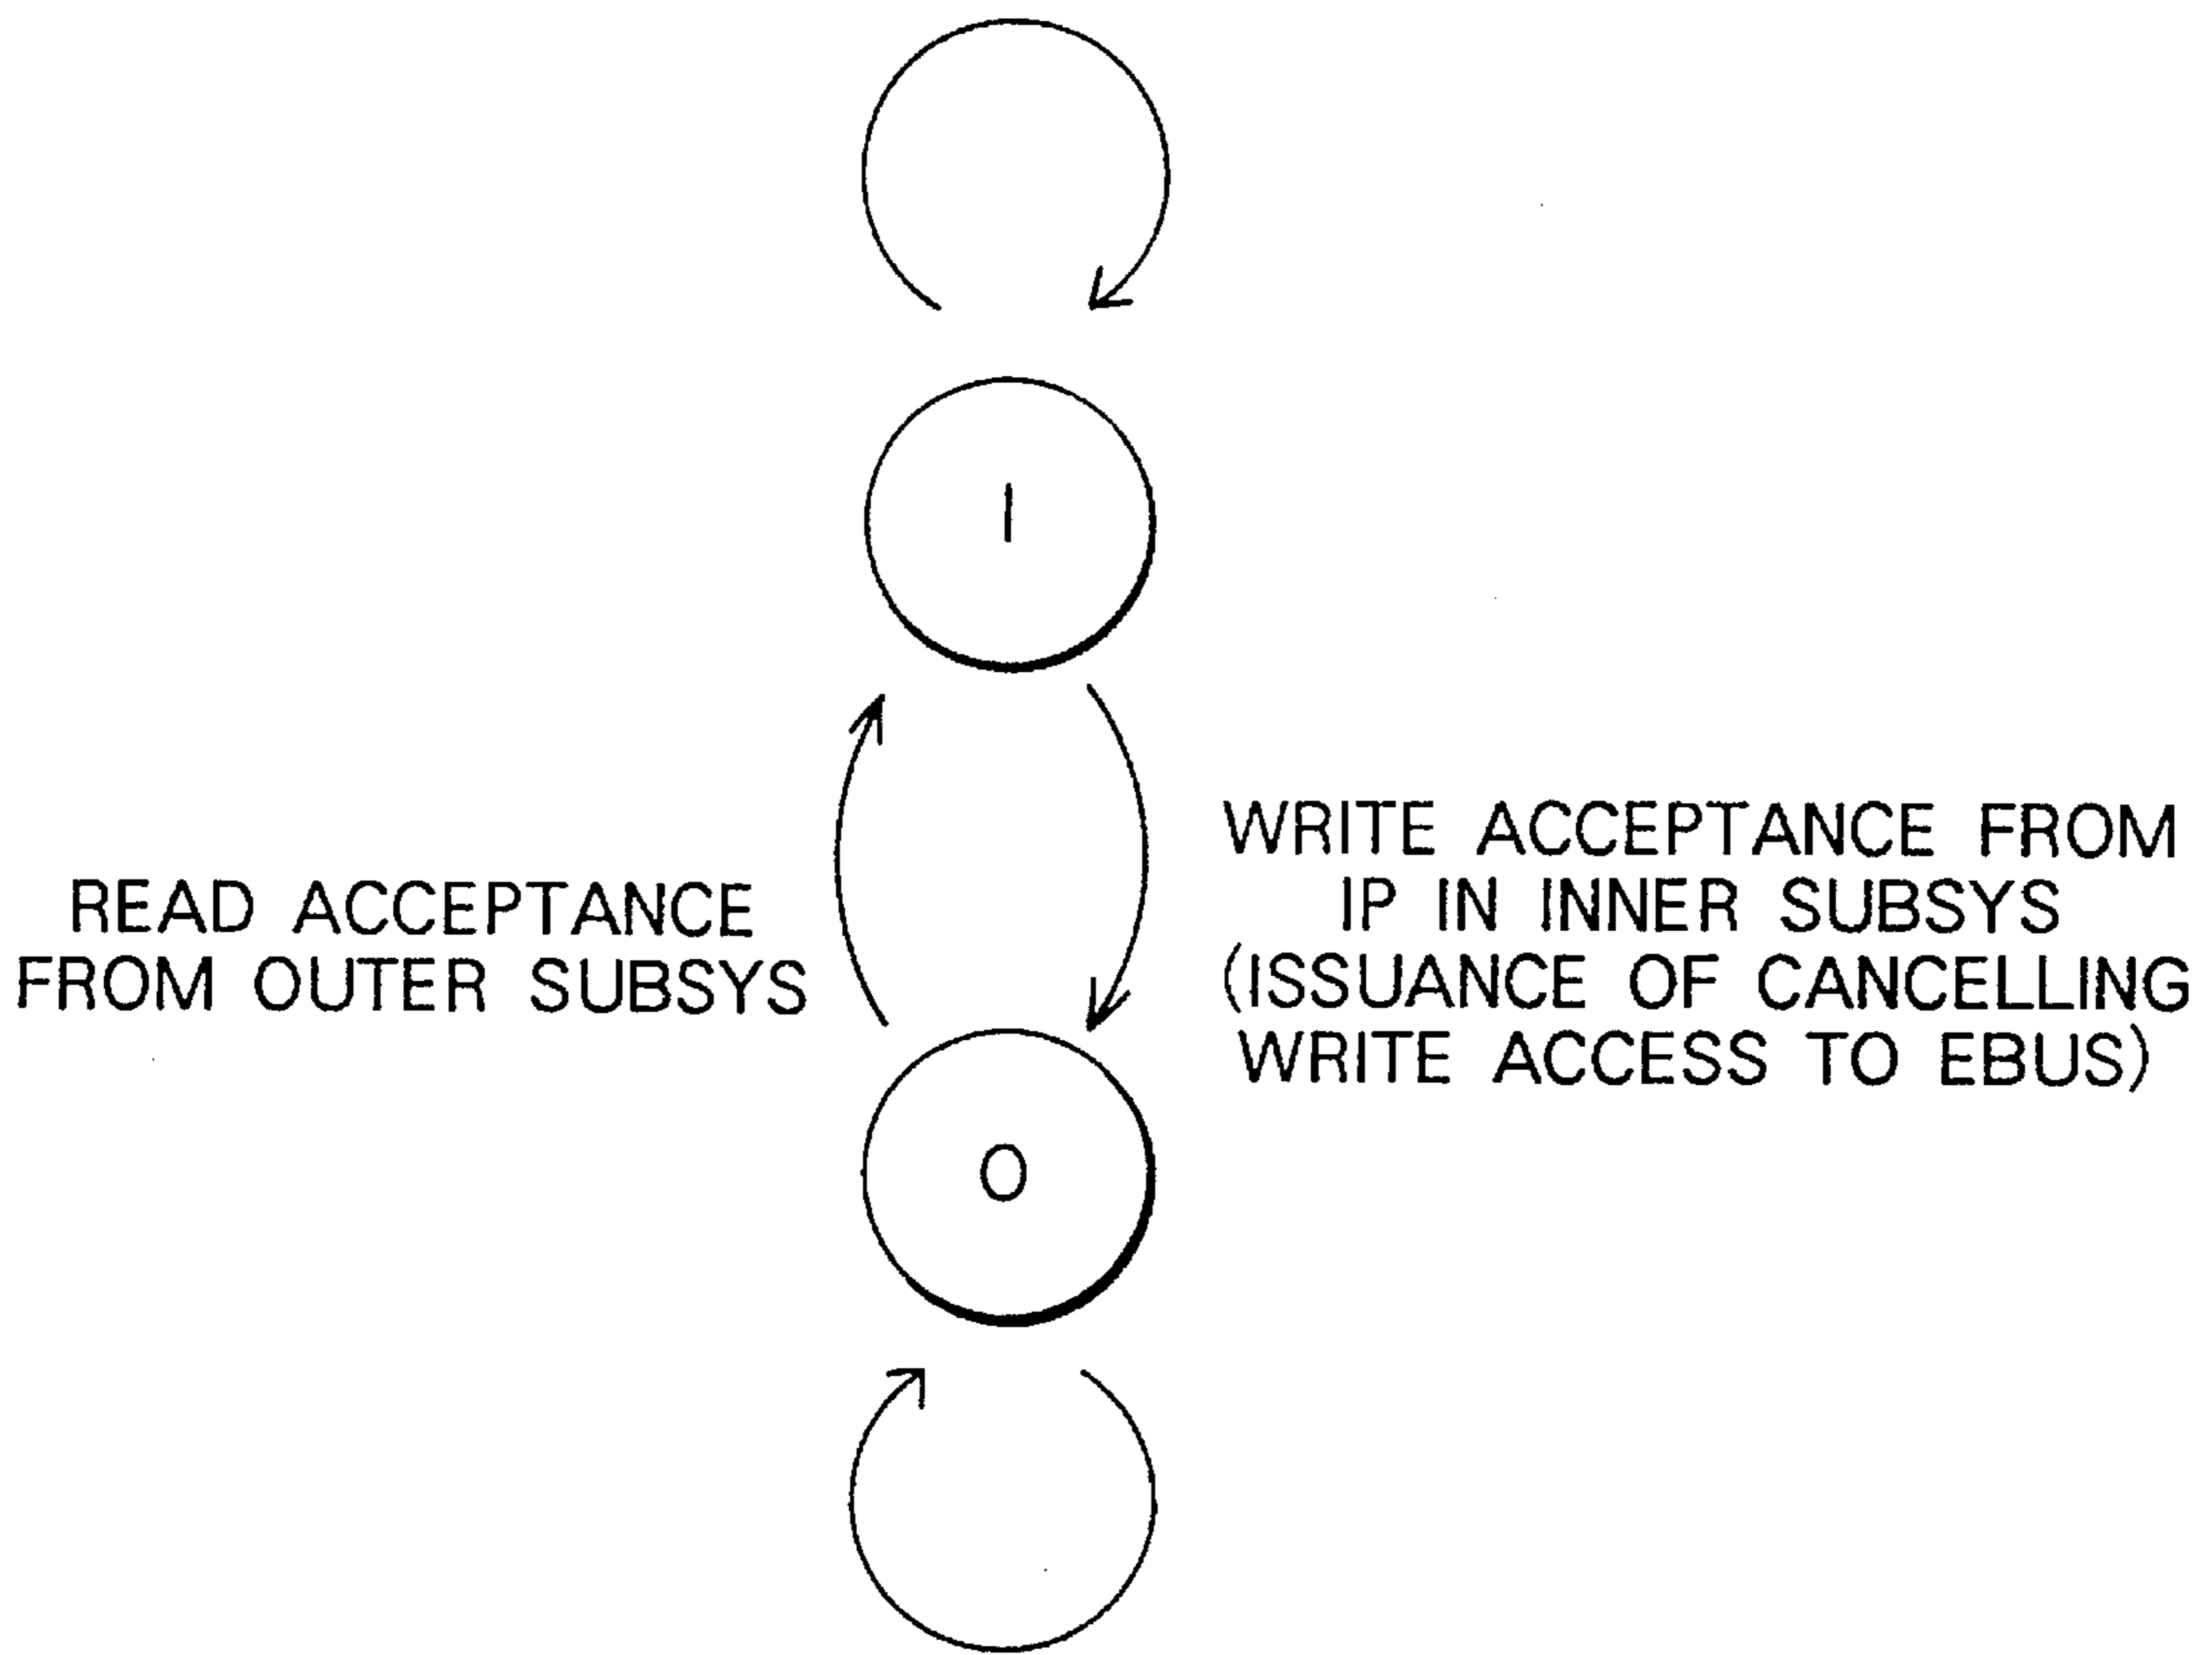 I
READ ACCEPTANCE
FROM OUTER SUBSYS
WRITE ACCEPTANCE FROM
IP IN INNER SUBSYS
(ISSUANCE OF CANCELLING
WRITE ACCESS TO EBUS)
O